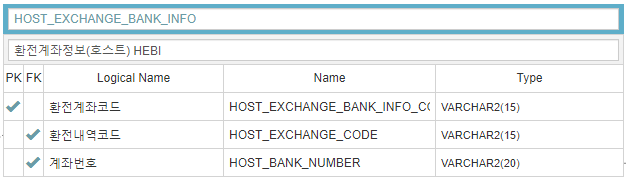 HOST_EXCHANGE_BANK_INFO
환전계좌정보(호스트) HEBI
PK FK Logical Name Name Type
환전계좌코드 HOST_EXCHANGE_BANK_INFO_CO VARCHAR2(15)
환전내역코드 HOST_EXCHANGE_CODE VARCHAR2(15)
계좌번호 HOST_BANK_NUMBER VARCHAR2(20)